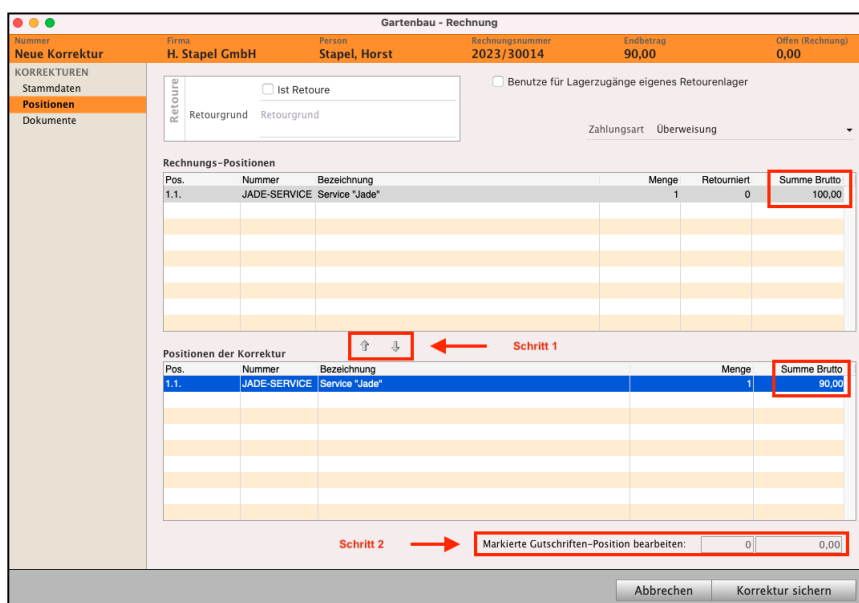 Gartenbau - Rechnung
Nummer Firma Person Rechnungsnummer Endbetrag Offen (Rechnung)
Neue Korrektur H. Stapel GmbH Stapel, Horst 2023/30014 90,00 0,00
KORREKTUREN
Stammdaten
Positionen
Dokumente
Retoure
Ist Retoure
Retourgrund Retourgrund
Benutze für Lagerzugänge eigenes Retourenlager
Zahlungsart Überweisung
Rechnungs-Positionen
Pos. Nummer Bezeichnung Menge Retourniert Summe Brutto
1.1. JADE-SERVICE Service "Jade" 1 0 100,00
Schritt 1
Positionen der Korrektur
Pos. Nummer Bezeichnung Menge Summe Brutto
1.1. JADE-SERVICE Service "Jade" 1 90,00
Schritt 2 Markierte Gutschriften-Position bearbeiten: 0 0,00
Abbrechen Korrektur sichern